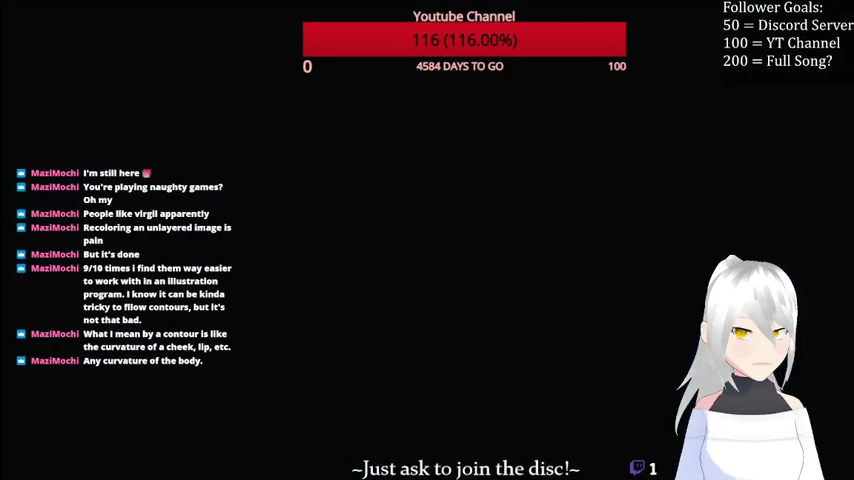 Youtube Channel
116 (116.00%)
0
4584 DAYS TO GO
100
Follower Goals:
50 = Discord Server
100 = YT Channel
200 = Full Song?
MaziMochi I'm still here
MaziMochi You're playing naughty games?
Oh my
MaziMochi People like virgil apparently
MaziMochi Recoloring an unlayered image is
pain
MaziMochi But it's done
MaziMochi 9/10 times i find them way easier
to work with in an illustration
program. I know it can be kinda
tricky to fllow contours, but it's
not that bad.
MaziMochi What I mean by a contour is like
the curvature of a cheek, lip, etc.
MaziMochi Any curvature of the body.
~Just ask to join the disc!~
1